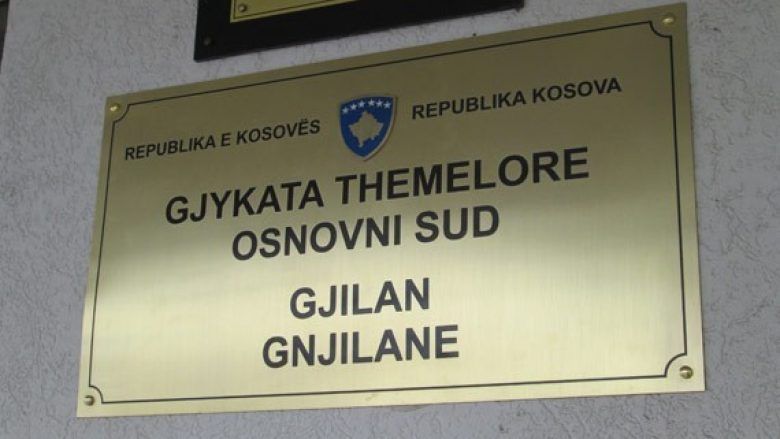 REPUBLIKA E KOSOVËS
REPUBLIKA KOSOVA
GJYKATA THEMELORE
OSNOVNI SUD
GJILAN
GNJILANE